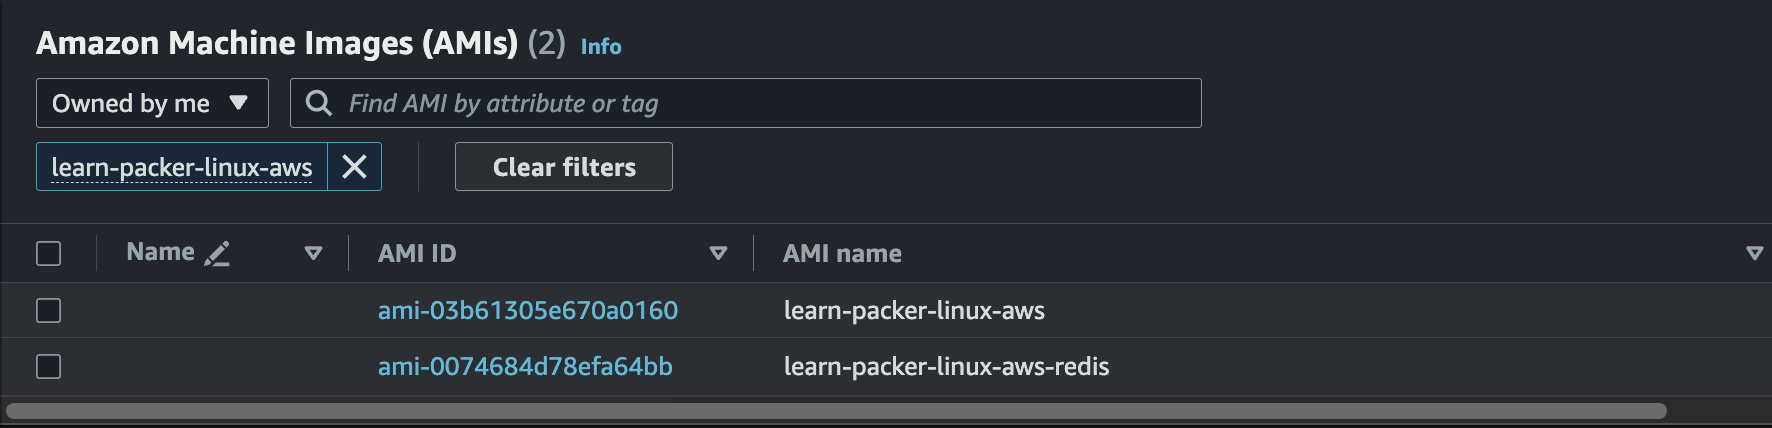 Amazon Machine Images (AMIs) (2) Info
Owned by me Find AMI by attribute or tag
learn-packer-linux-aws Clear filters
Name AMI ID AMI name
ami-03b61305e670a0160 learn-packer-linux-aws
ami-0074684d78efa64bb learn-packer-linux-aws-redis